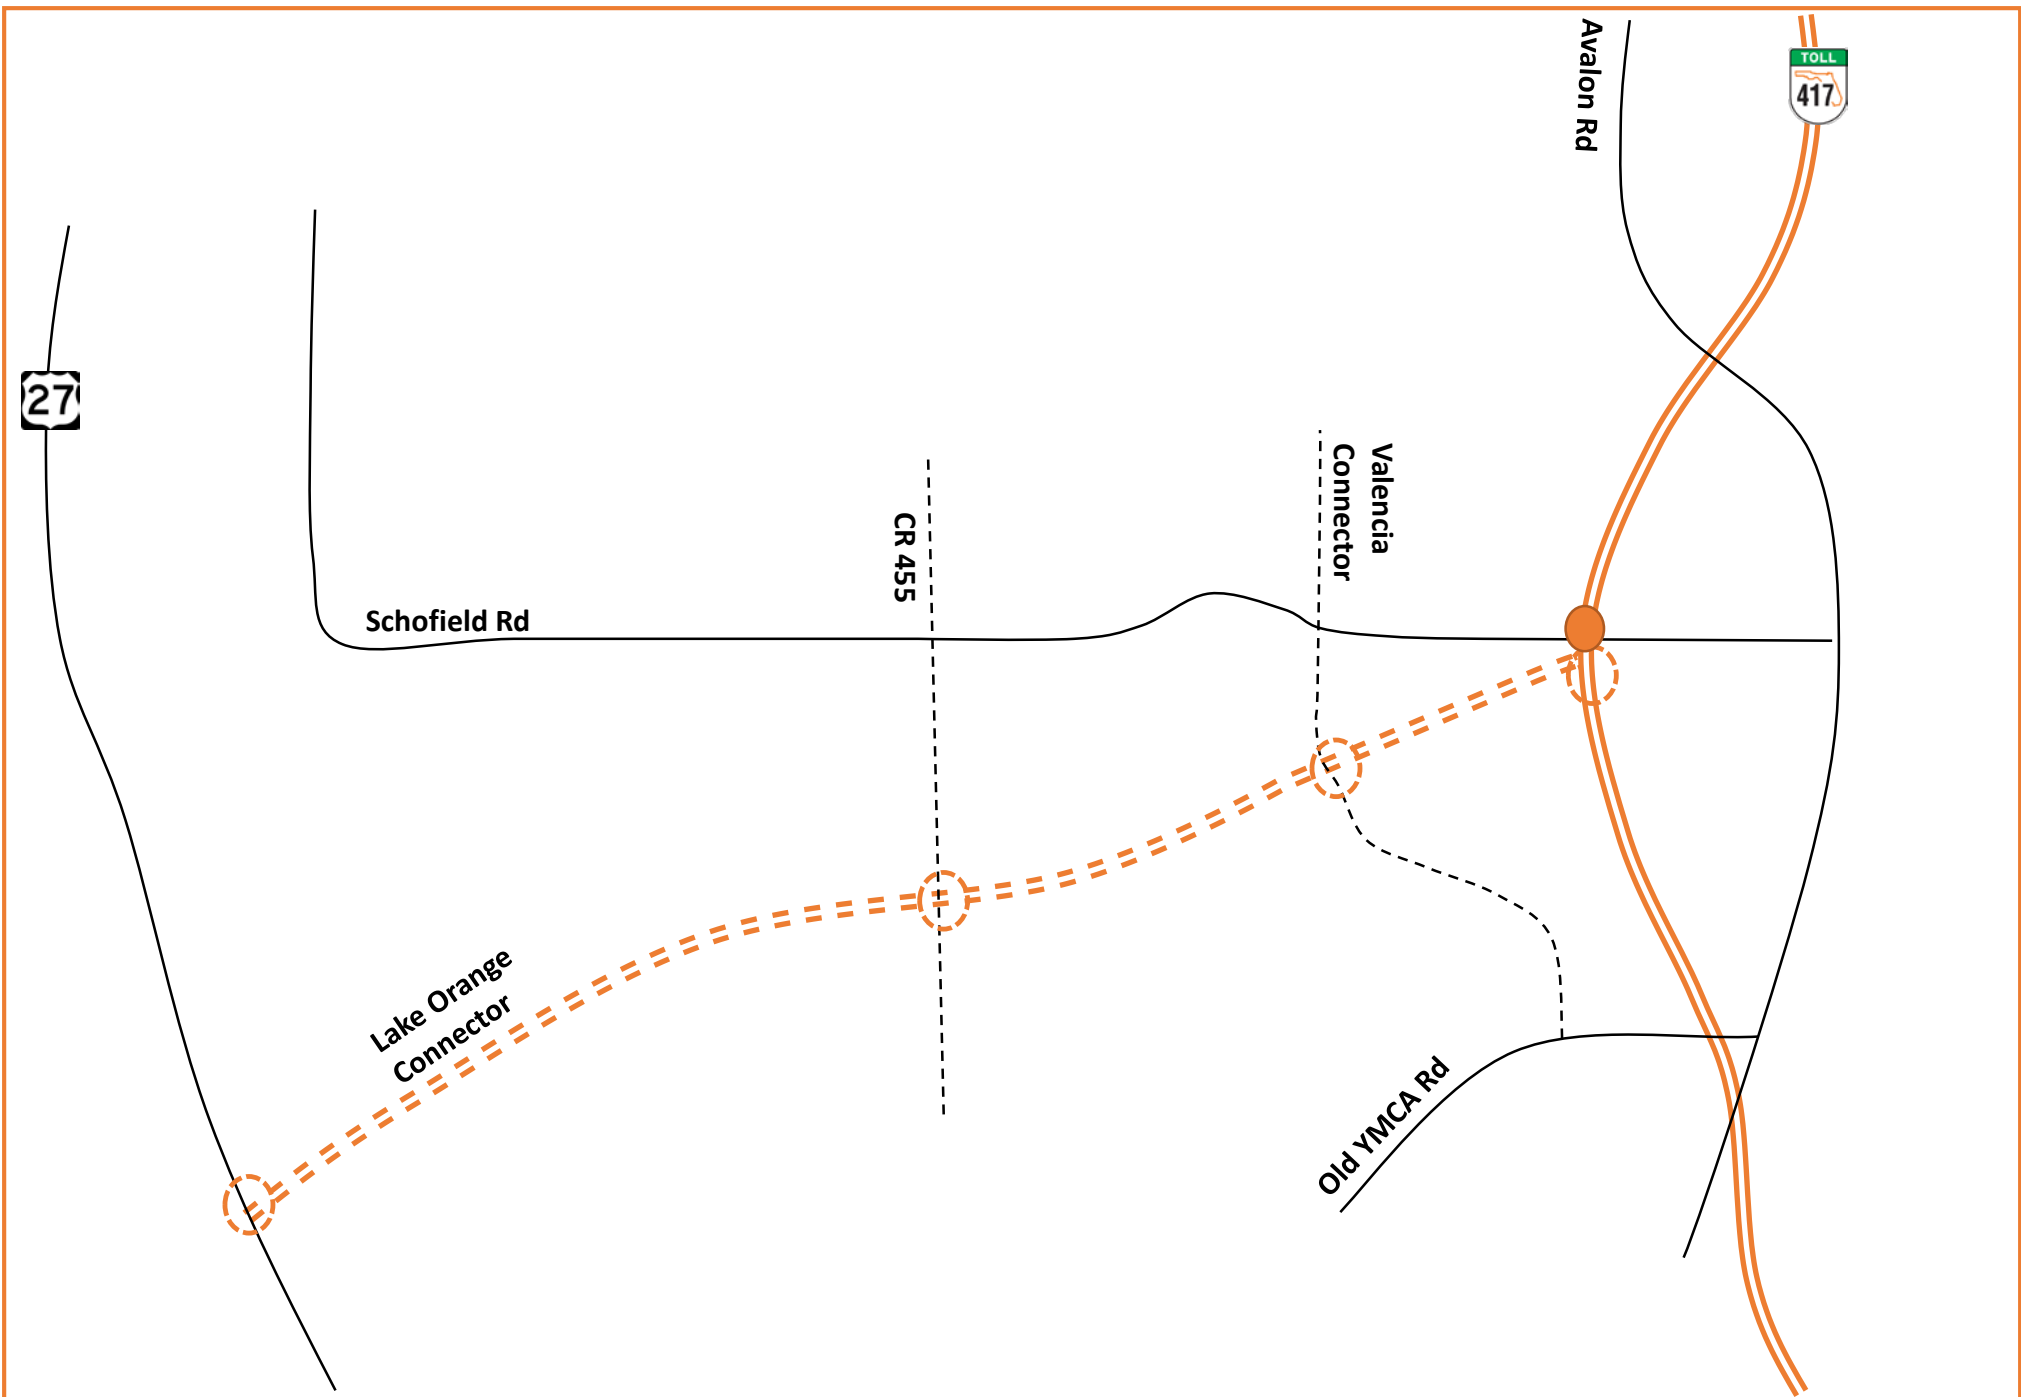 Avalon Rd
TOLL
417
27
Valencia
Connector
CR 455
Schofield Rd
Lake Orange
Connector
Old YMCA Rd